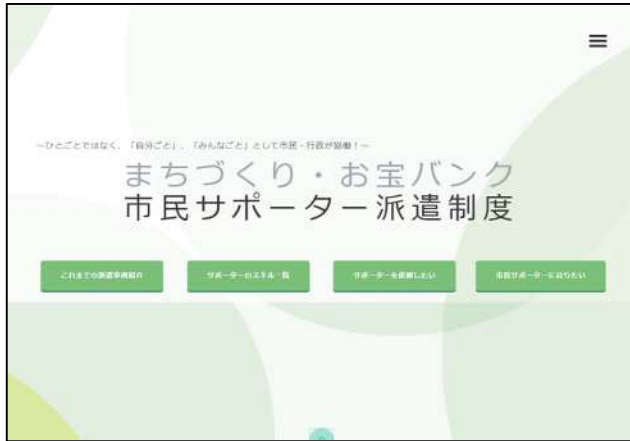 ～ひとごとではなく、「自分ごと」、「みんなごと」として市民・行政が協働！～
まちづくり・お宝バンク
市民サポーター派遣制度
これまでの派遣事例紹介
サポーターのスキル一覧
サポーターを依頼したい
市民サポーターになりたい